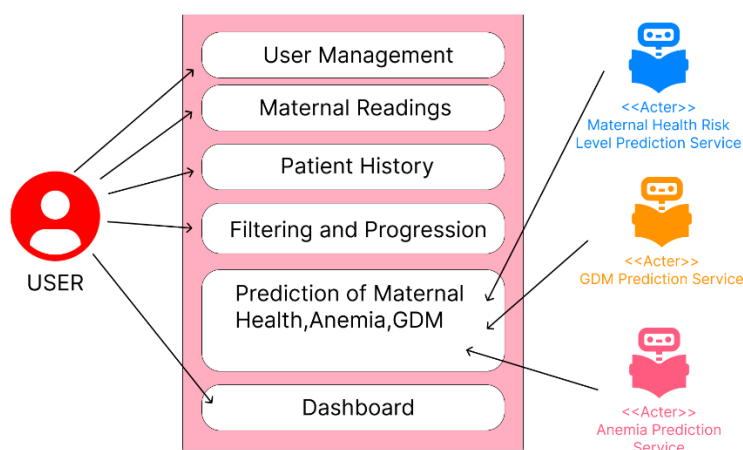 User Management
Maternal Readings
Patient History
Filtering and Progression
Prediction of Maternal
Health,Anemia,GDM
Dashboard
USER
<<Acter>>
Maternal Health Risk
Level Prediction Service
<<Acter>>
GDM Prediction Service
<<Acter>>
Anemia Prediction
Service